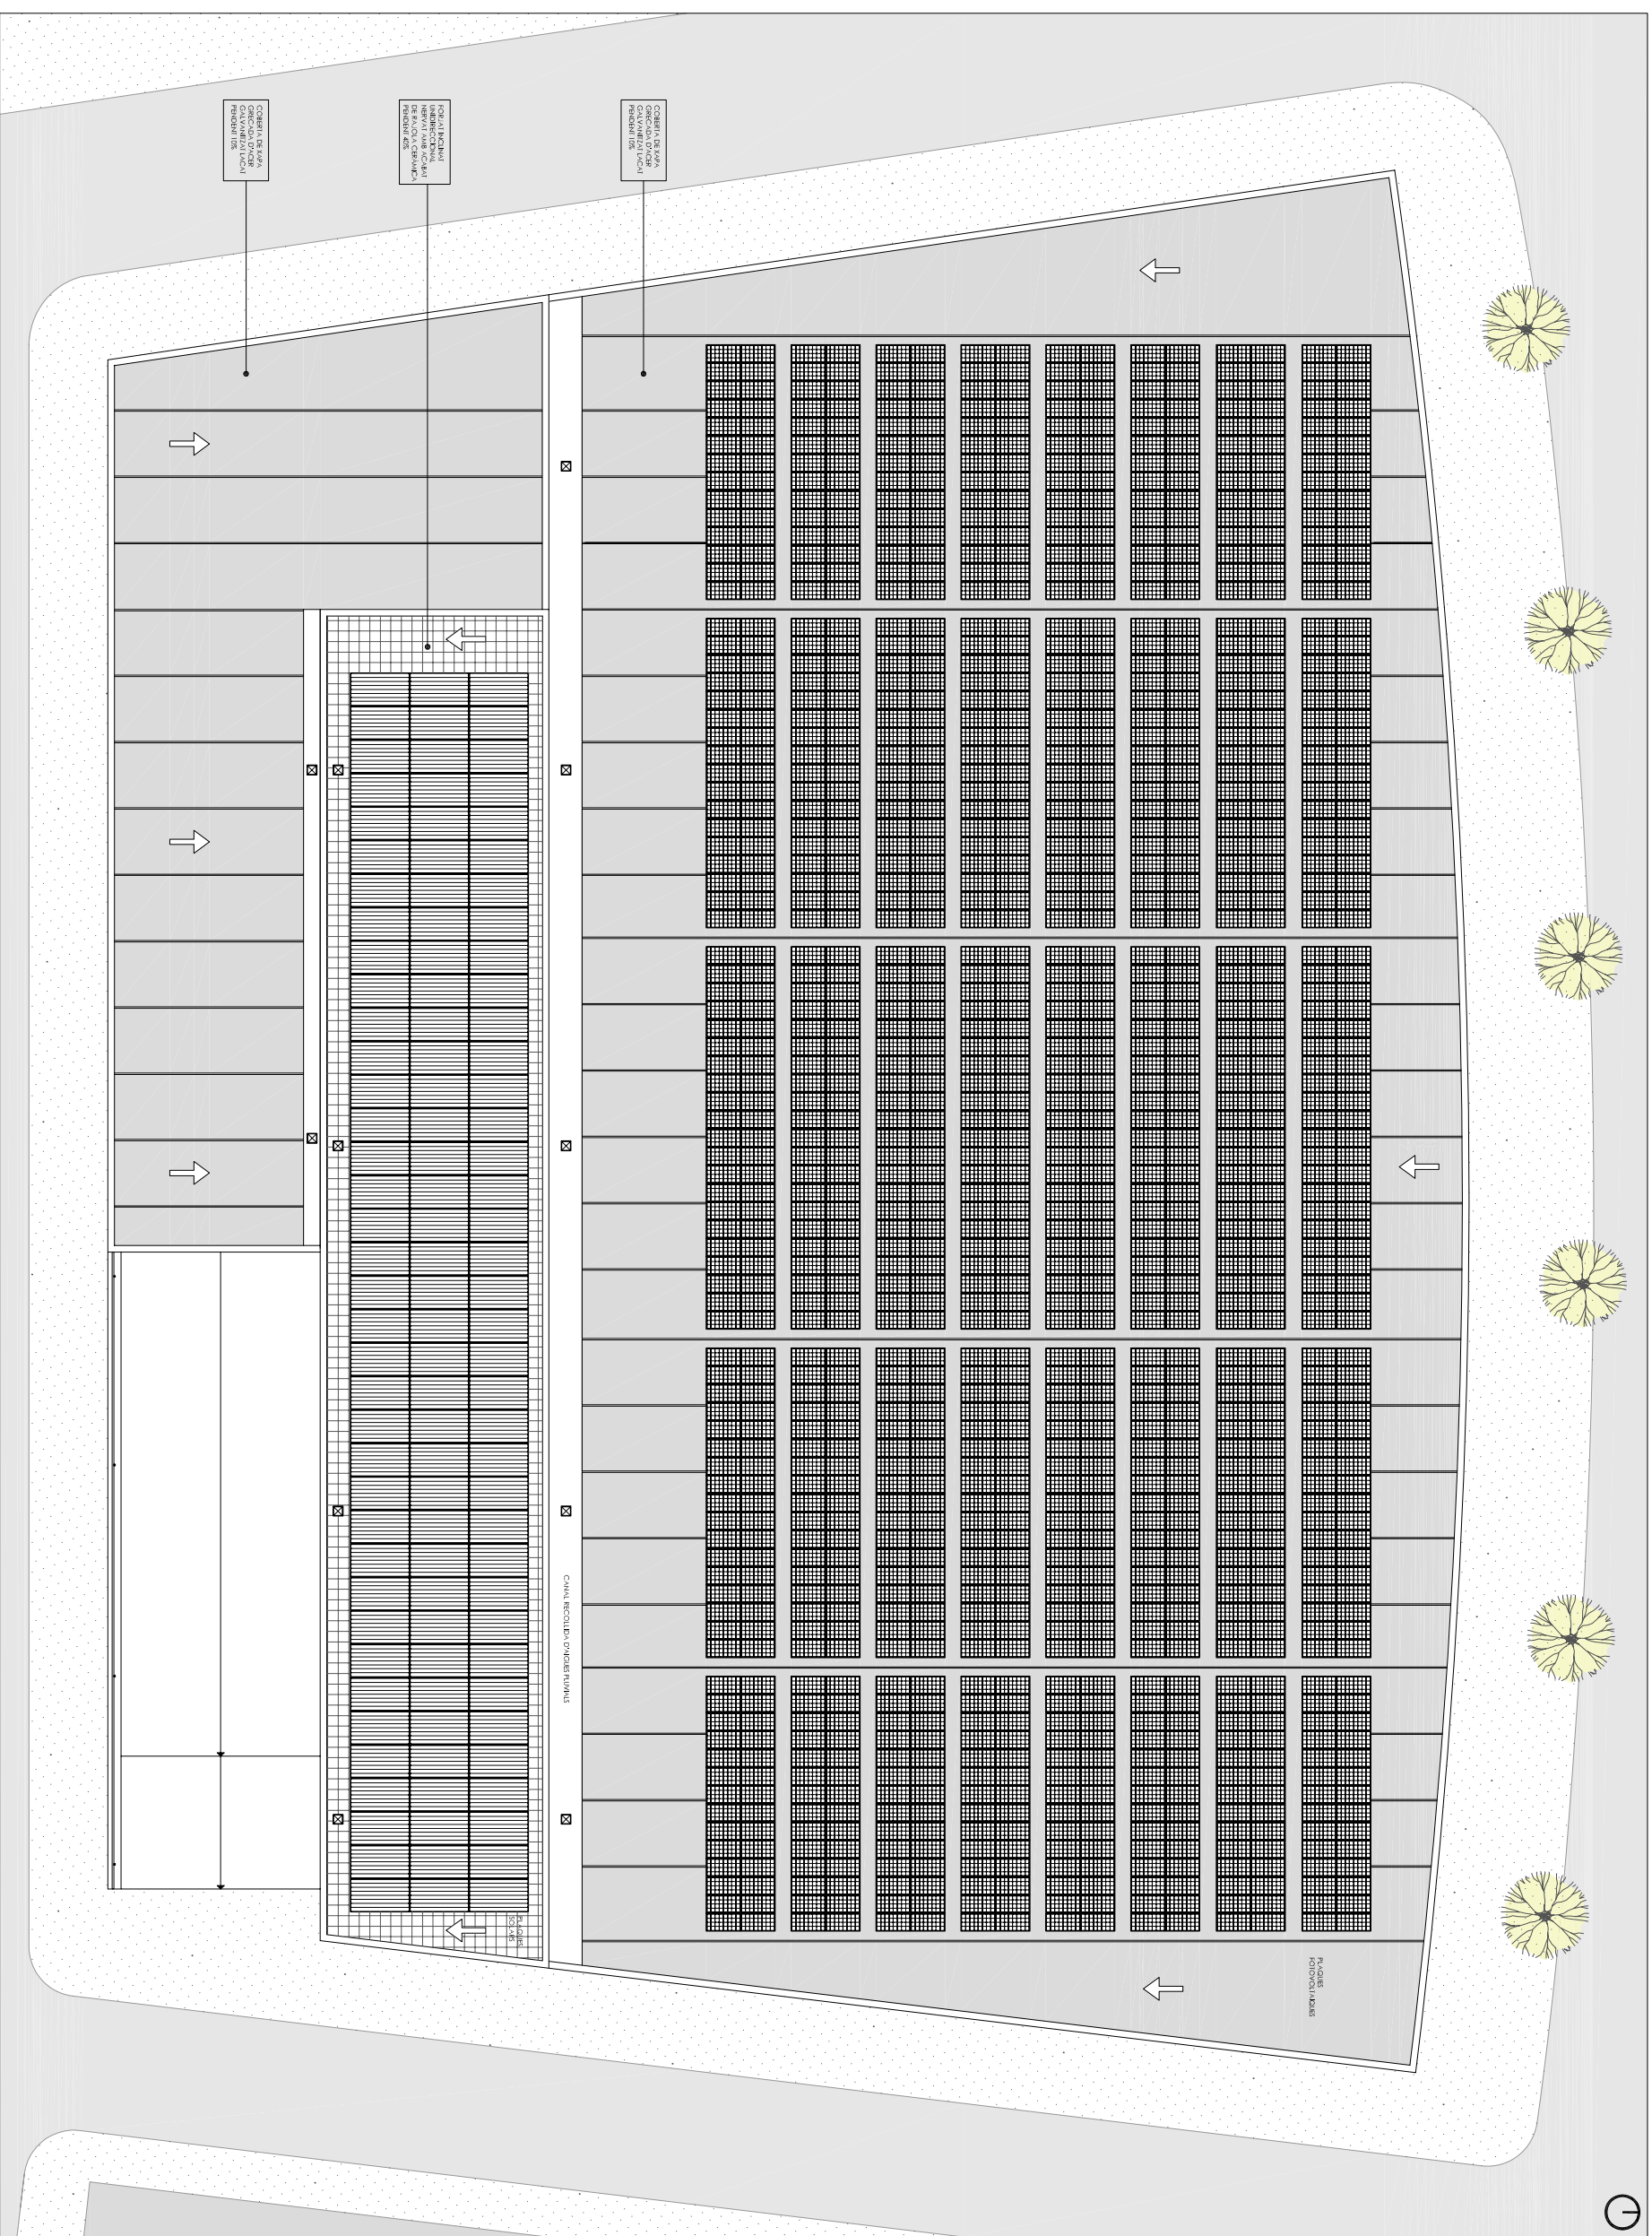 COBERTA DE XAPA
GRECADA D'ACER
GALVANITZAT LACAT
PENDENT 10%
FORJAT INCLINAT
UNIDIRECCIONAL
NERVAT AMB ACABAT
DE RAJOLA CERÀMICA
PENDENT 40%
COBERTA DE XAPA
GRECADA D'ACER
GALVANITZAT LACAT
PENDENT 10%
CANAL RECOLLIDA D'AIGUES PLUVIALS
PLAQUES
SOLARS
PLAQUES
FOTOVOLTAIQUES